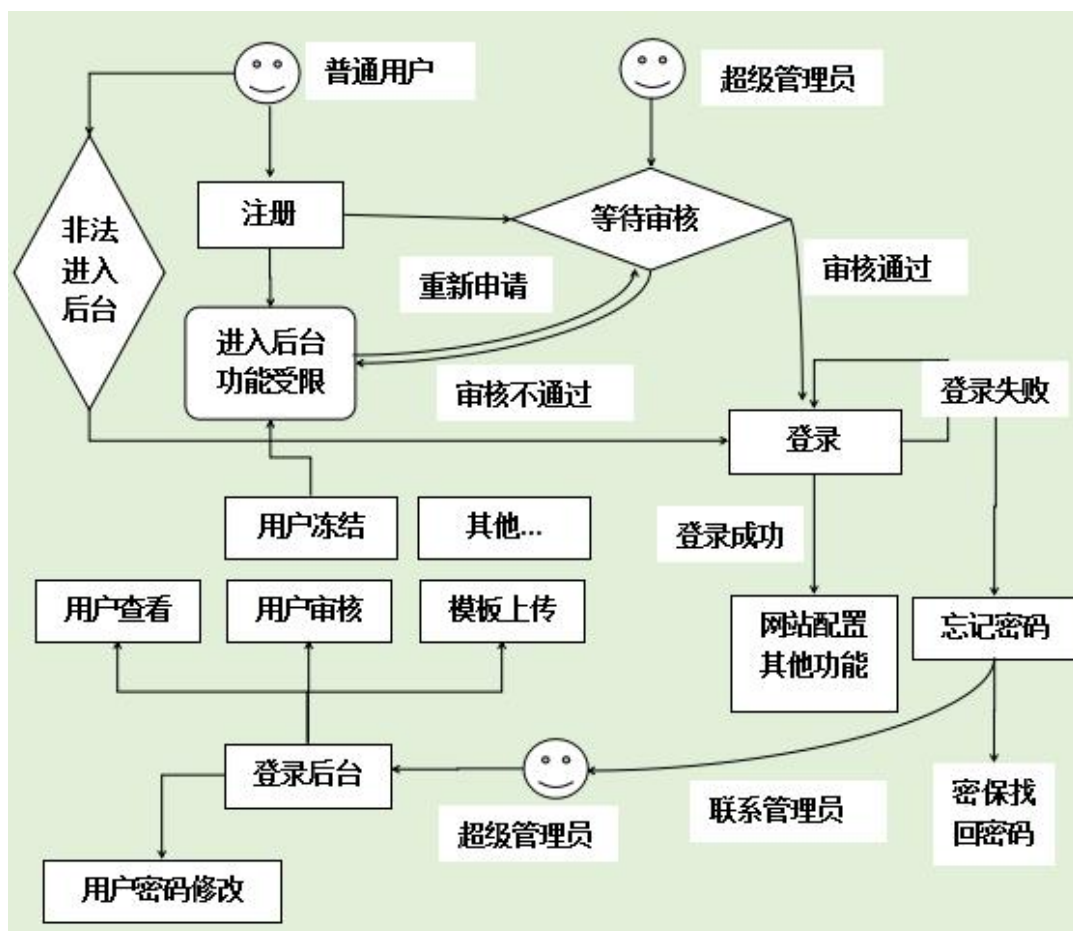 普通用户
超级管理员
注册
等待审核
非法
进入
后台
重新申请
审核通过
进入后台
功能受限
审核不通过
登录失败
登录
用户冻结
其他...
登录成功
用户查看
用户审核
模板上传
网站配置
其他功能
忘记密码
登录后台
超级管理员
联系管理员
密保找
回密码
用户密码修改